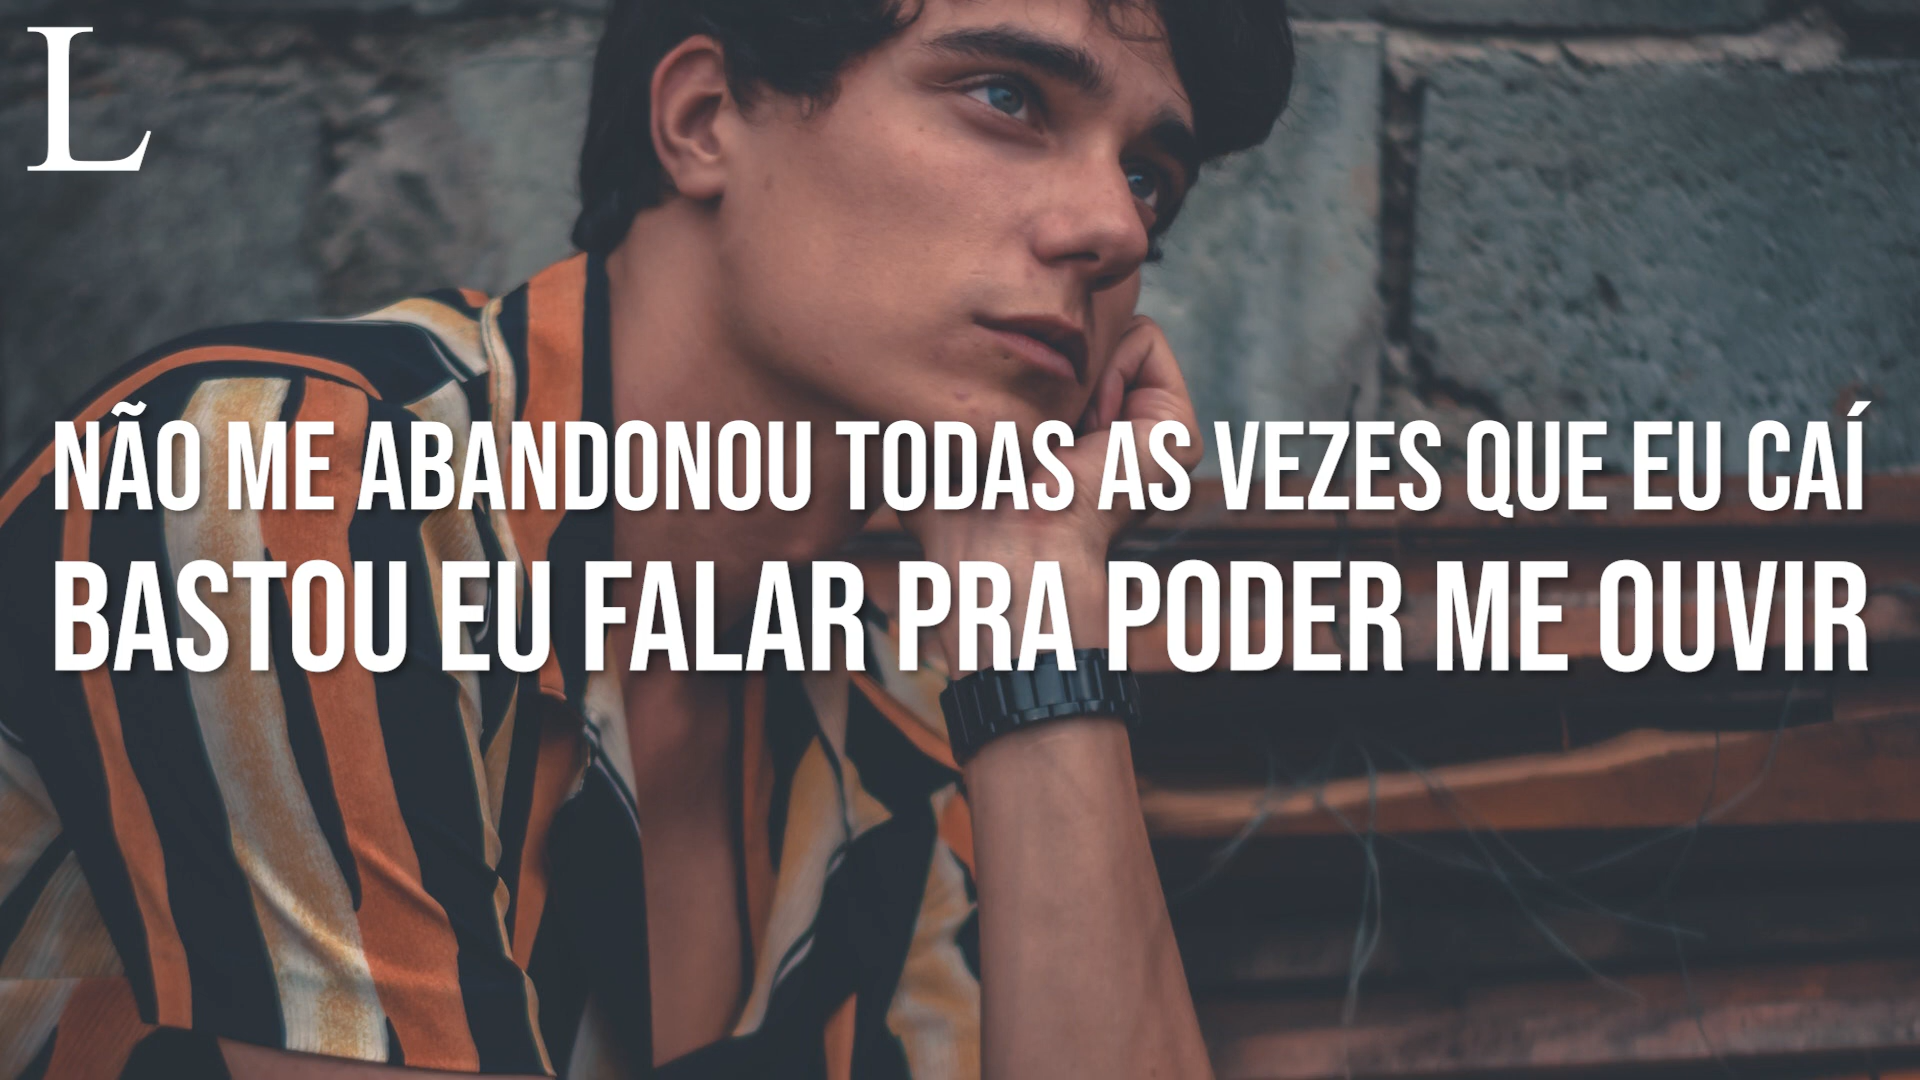 L
NÃO ME ABANDONOU TODAS AS VEZES QUE EU CAÍ
BASTOU EU FALAR PRA PODER ME OUVIR